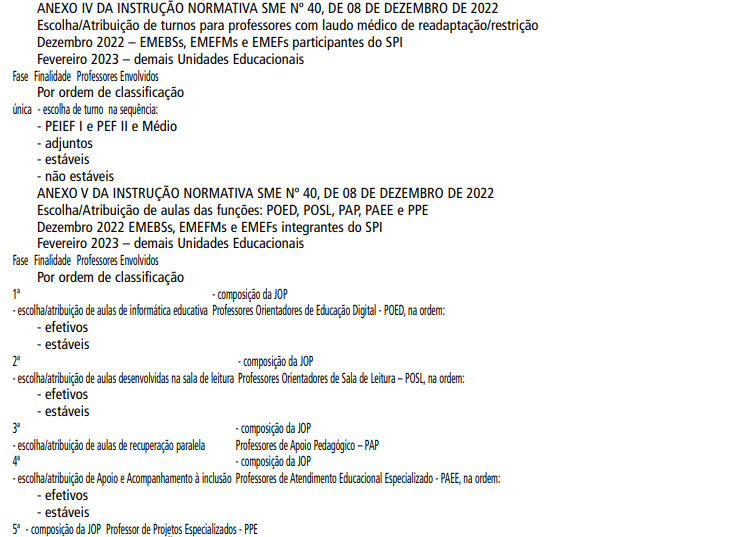 ANEXO IV DA INSTRUÇÃO NORMATIVA SME Nº 40, DE 08 DE DEZEMBRO DE 2022
Escolha/Atribuição de turnos para professores com laudo médico de readaptação/restrição
Dezembro 2022 – EMEBSs, EMEFMs e EMEFs participantes do SPI
Fevereiro 2023 – demais Unidades Educacionais
Fase Finalidade Professores Envolvidos
Por ordem de classificação
única - escolha de turno na sequência:
- PEIEF I e PEF II e Médio
- adjuntos
- estáveis
- não estáveis
ANEXO V DA INSTRUÇÃO NORMATIVA SME Nº 40, DE 08 DE DEZEMBRO DE 2022
Escolha/Atribuição de aulas das funções: POED, POSL, PAP, PAEE e PPE
Dezembro 2022 EMEBSs, EMEFMs e EMEFs integrantes do SPI
Fevereiro 2023 – demais Unidades Educacionais
Fase Finalidade Professores Envolvidos
Por ordem de classificação
1ª - composição da JOP
- escolha/atribuição de aulas de informática educativa Professores Orientadores de Educação Digital - POED, na ordem:
- efetivos
- estáveis
2ª - composição da JOP
- escolha/atribuição de aulas desenvolvidas na sala de leitura Professores Orientadores de Sala de Leitura – POSL, na ordem:
- efetivos
- estáveis
3ª - composição da JOP
- escolha/atribuição de aulas de recuperação paralela Professores de Apoio Pedagógico – PAP
4ª - composição da JOP
- escolha/atribuição de Apoio e Acompanhamento à inclusão Professores de Atendimento Educacional Especializado - PAEE, na ordem:
- efetivos
- estáveis
5ª - composição da JOP Professor de Projetos Especializados - PPE